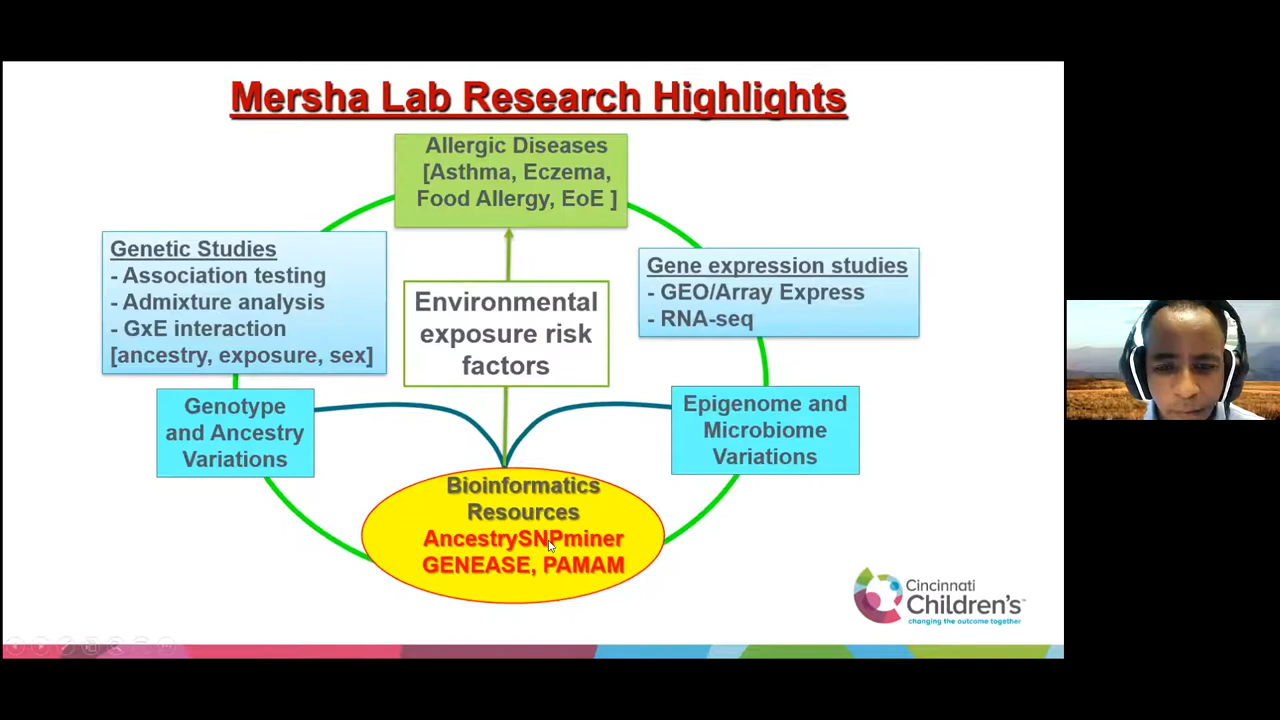 Mersha Lab Research Highlights
Allergic Diseases
[Asthma, Eczema,
Food Allergy, EoE ]
Genetic Studies
- Association testing
- Admixture analysis
- GxE interaction
[ancestry, exposure, sex]
Environmental
exposure risk
factors
Gene expression studies
- GEO/Array Express
- RNA-seq
Genotype
and Ancestry
Variations
Epigenome and
Microbiome
Variations
Bioinformatics
Resources
AncestrySNPminer
GENEASE, PAMAM
Cincinnati
Children's™
changing the outcome together